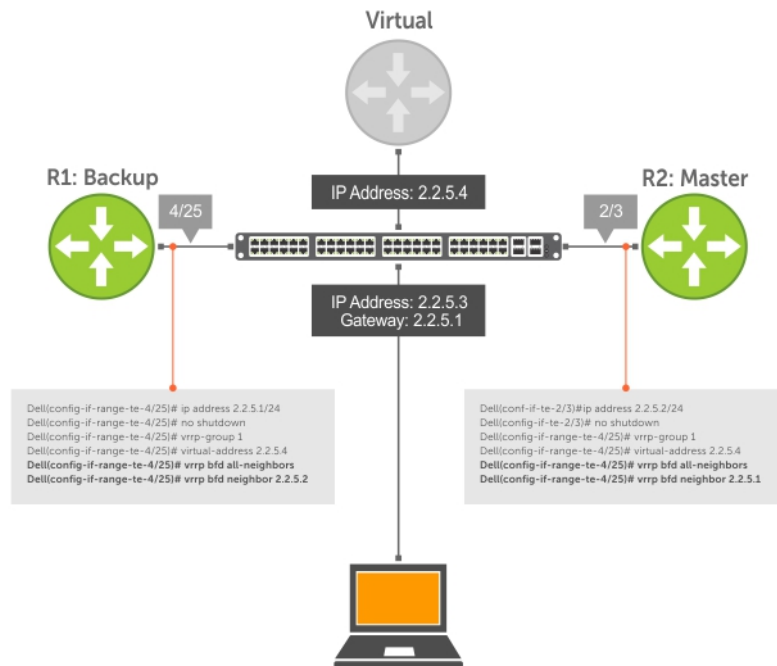 Virtual
R1: Backup
4/25
IP Address: 2.2.5.4
2/3
R2: Master
IP Address: 2.2.5.3
Gateway: 2.2.5.1
Dell(config-if-range-te-4/25)# ip address 2.2.5.1/24
Dell(config-if-range-te-4/25)# no shutdown
Dell(config-if-range-te-4/25)# vrrp-group 1
Dell(config-if-range-te-4/25)# virtual-address 2.2.5.4
Dell(config-if-range-te-4/25)# vrrp bfd all-neighbors
Dell(config-if-range-te-4/25)# vrrp bfd neighbor 2.2.5.2
Dell(conf-if-te-2/3)#ip address 2.2.5.2/24
Dell(config-if-te-2/3)# no shutdown
Dell(config-if-range-te-4/25)# vrrp-group 1
Dell(config-if-range-te-4/25)# virtual-address 2.2.5.4
Dell(config-if-range-te-4/25)# vrrp bfd all-neighbors
Dell(config-if-range-te-4/25)# vrrp bfd neighbor 2.2.5.1